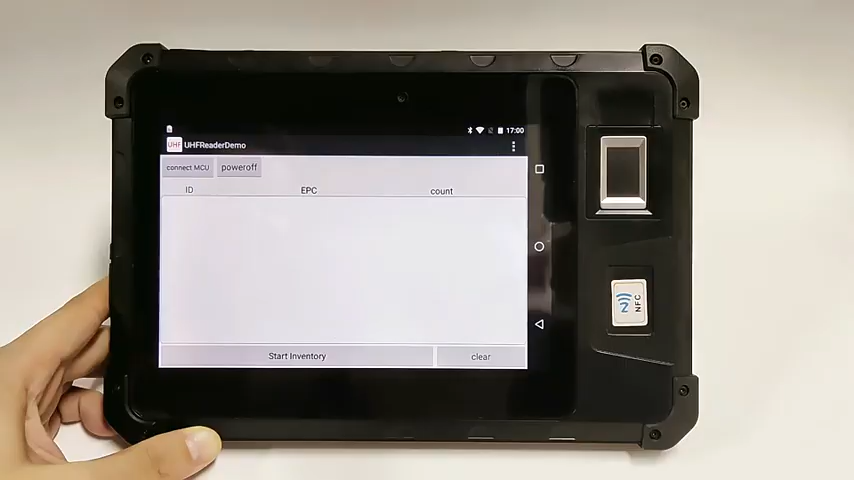 17:00
UHF UHFReaderDemo
connect MCU poweroff
ID EPC count
Start Inventory clear
NFC